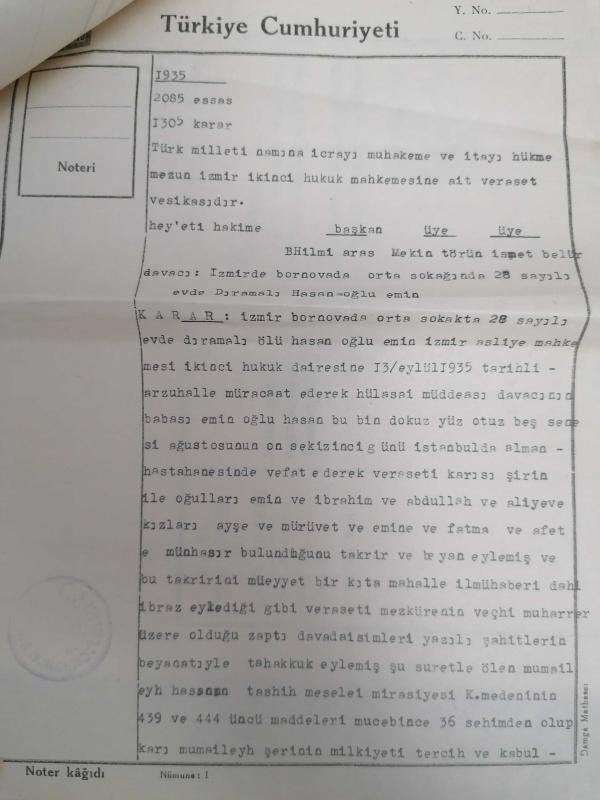 Türkiye Cumhuriyeti
Y. No.
C. No.
Noteri
I935
2085 essas
I305 karar
Türk milleti namına icrayı muhakeme ve itayı hükme
mezun izmir ikinci hukuk mahkemesine ait veraset
vesikasıdır.
hey'eti hakime başkan üye üye
BHilmi aras Mekin törün ismet belür
davacı: Izmirde bornovada orta sokağında 28 sayılı
evde Dıramalı Hasan oğlu emin
K A R A R : izmir bornovada orta sokakta 28 sayılı
evde dıramalı ölü hasan oğlu emin izmir asliye mahke
mesi ikinci hukuk dairesine I3/eylülI935 tarihli -
arzuhalle müracaat ederek hülasai müddeası davacının
babası emin oğlu hasan bu bin dokuz yüz otuz beş sene
si ağustosunun on sekizinci günü istanbulda alman -
hastahanesinde vefat ederek veraseti karısı şirin
ile oğulları emin ve ibrahim ve abdullah ve aliyeve
kızları ayşe ve mürüvet ve emine ve fatma ve afet
e münhasır bulunduğunu takrir ve beyan eylemiş ve
bu takririni müeyyet bir kıta mahalle ilmühaberi dahi
ibraz eylediği gibi veraseti mezkürenin veçhi muharrer
üzere olduğu zaptı davadaisimleri yazılı şahitlerin
beyanatıyle tahakkuk eylemiş şu suretle ölen mumail
eyh hasanın tashih meselei mirasiyesi K.medeninin
439 ve 444 üncü maddeleri mucebince 36 sehimden olup
karı mumaileyh şerinin milkiyeti tercih ve kabul -
Damga Matbaası
Noter kâğıdı
Nümune: I